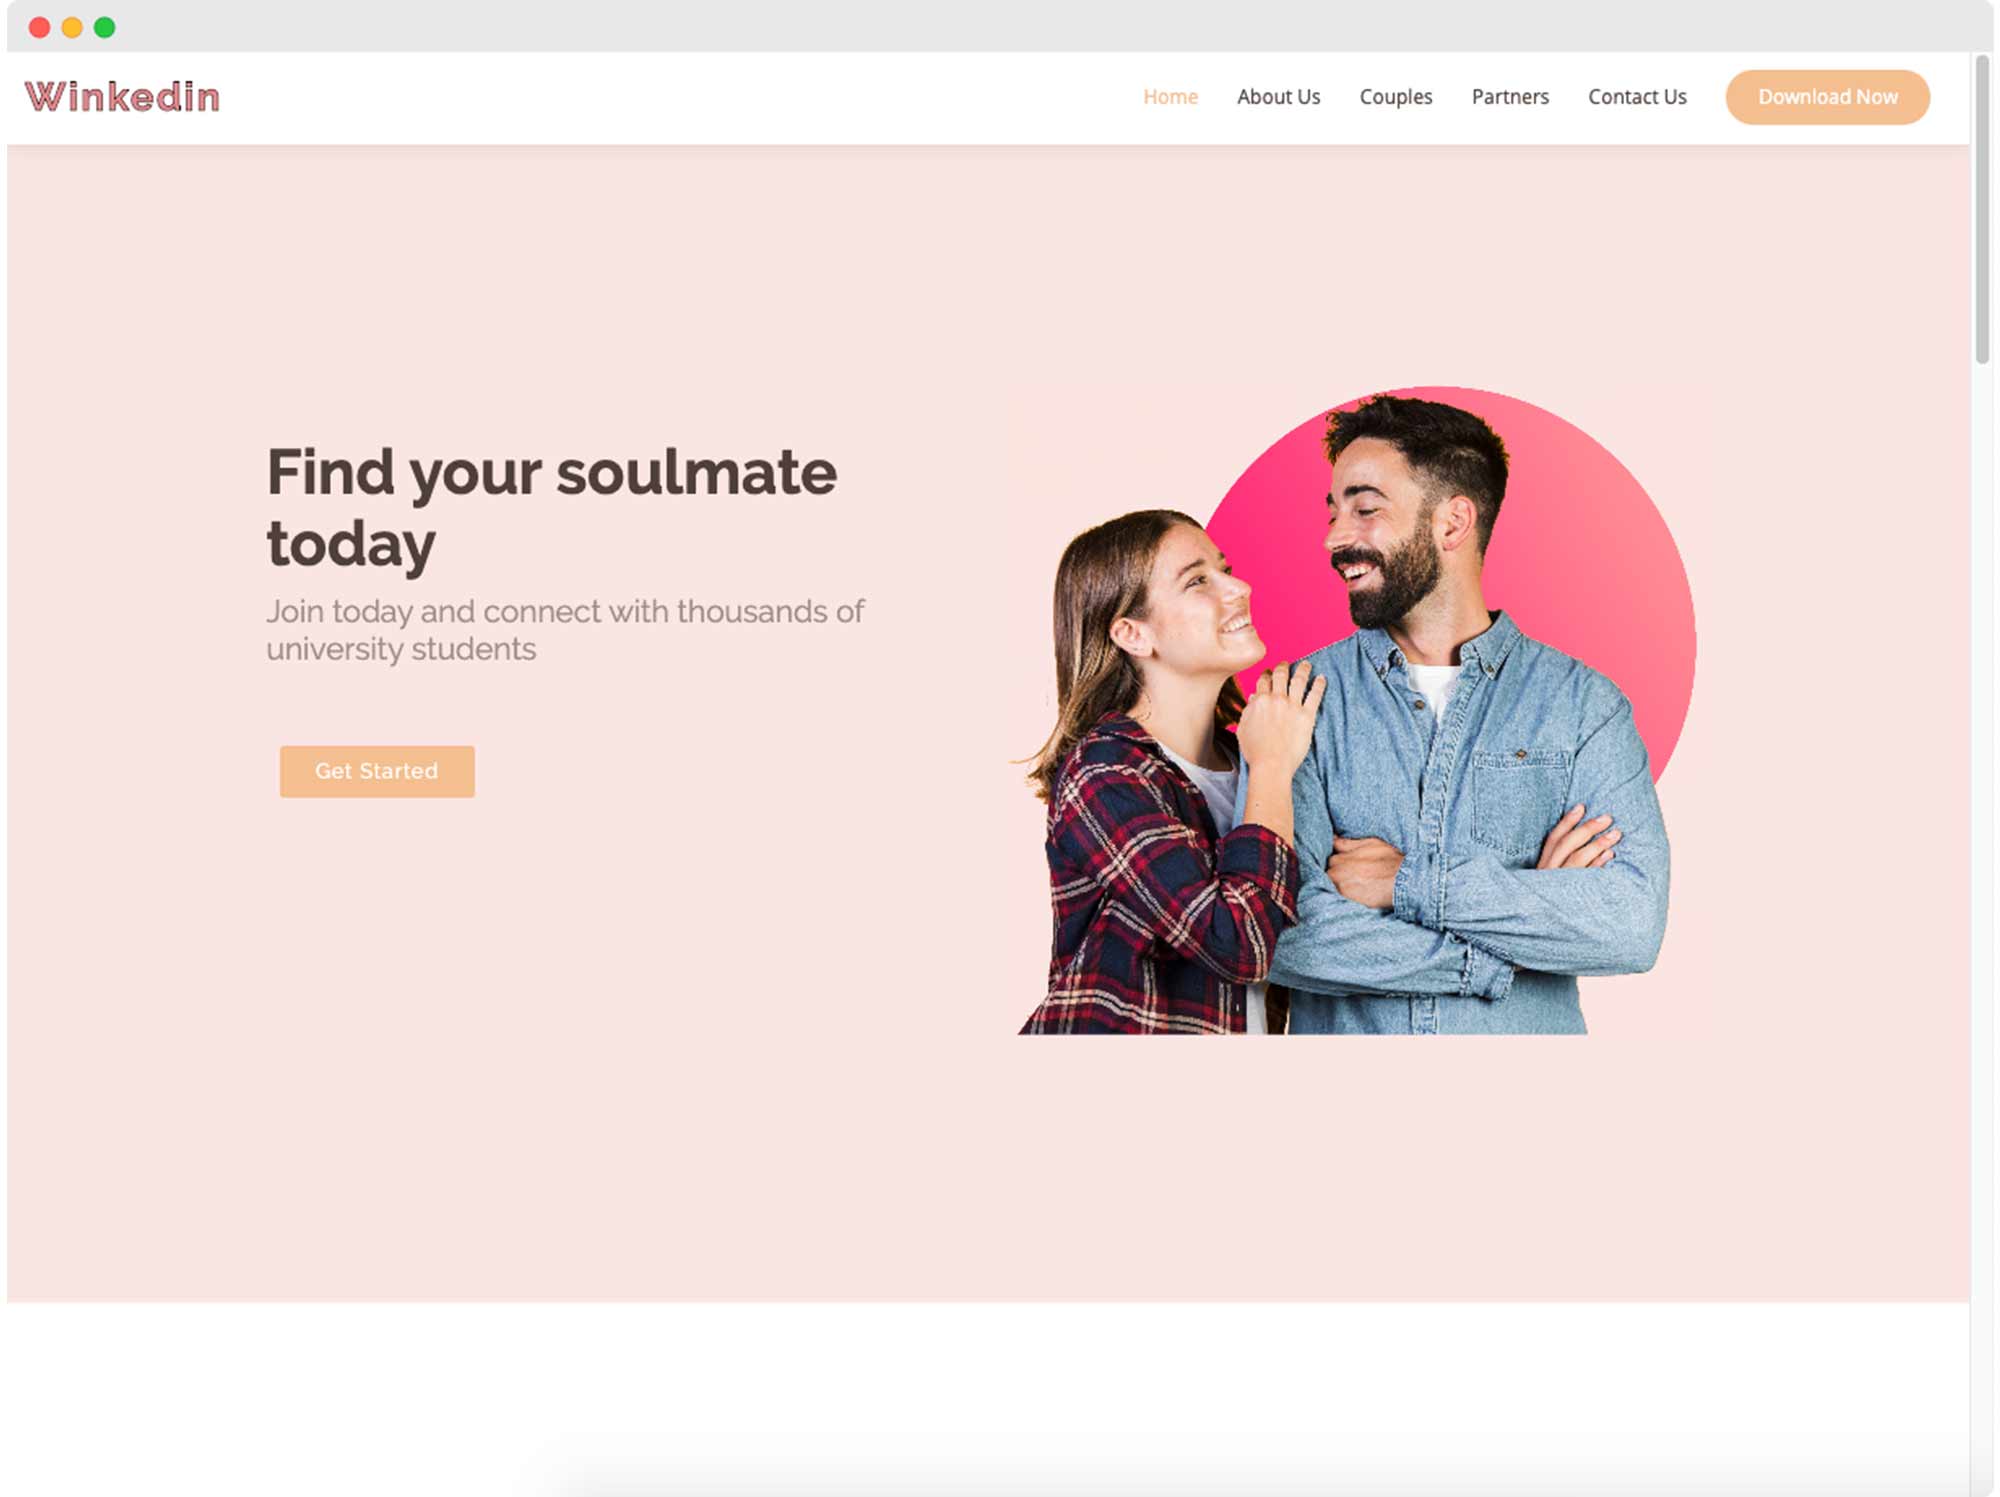 Winkedin
Home About Us Couples Partners Contact Us Download Now
Find your soulmate
today
Join today and connect with thousands of
university students
Get Started